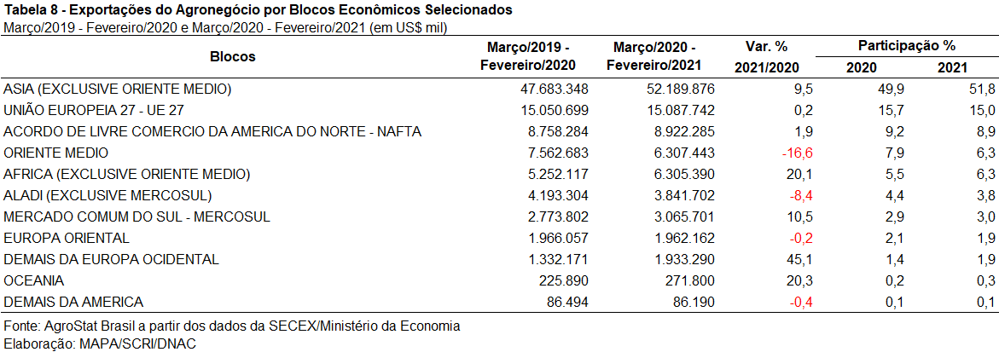 Tabela 8 - Exportações do Agronegócio por Blocos Econômicos Selecionados
Março/2019 - Fevereiro/2020 e Março/2020 - Fevereiro/2021 (em US$ mil)
Blocos Março/2019 - Fevereiro/2020 Março/2020 - Fevereiro/2021 Var. % 2021/2020 Participação % 2020 2021
ASIA (EXCLUSIVE ORIENTE MEDIO) 47.683.348 52.189.876 9,5 49,9 51,8
UNIÃO EUROPEIA 27 - UE 27 15.050.699 15.087.742 0,2 15,7 15,0
ACORDO DE LIVRE COMERCIO DA AMERICA DO NORTE - NAFTA 8.758.284 8.922.285 1,9 9,2 8,9
ORIENTE MEDIO 7.562.683 6.307.443 -16,6 7,9 6,3
AFRICA (EXCLUSIVE ORIENTE MEDIO) 5.252.117 6.305.390 20,1 5,5 6,3
ALADI (EXCLUSIVE MERCOSUL) 4.193.304 3.841.702 -8,4 4,4 3,8
MERCADO COMUM DO SUL - MERCOSUL 2.773.802 3.065.701 10,5 2,9 3,0
EUROPA ORIENTAL 1.966.057 1.962.162 -0,2 2,1 1,9
DEMAIS DA EUROPA OCIDENTAL 1.332.171 1.933.290 45,1 1,4 1,9
OCEANIA 225.890 271.800 20,3 0,2 0,3
DEMAIS DA AMERICA 86.494 86.190 -0,4 0,1 0,1
Fonte: AgroStat Brasil a partir dos dados da SECEX/Ministério da Economia
Elaboração: MAPA/SCRI/DNAC